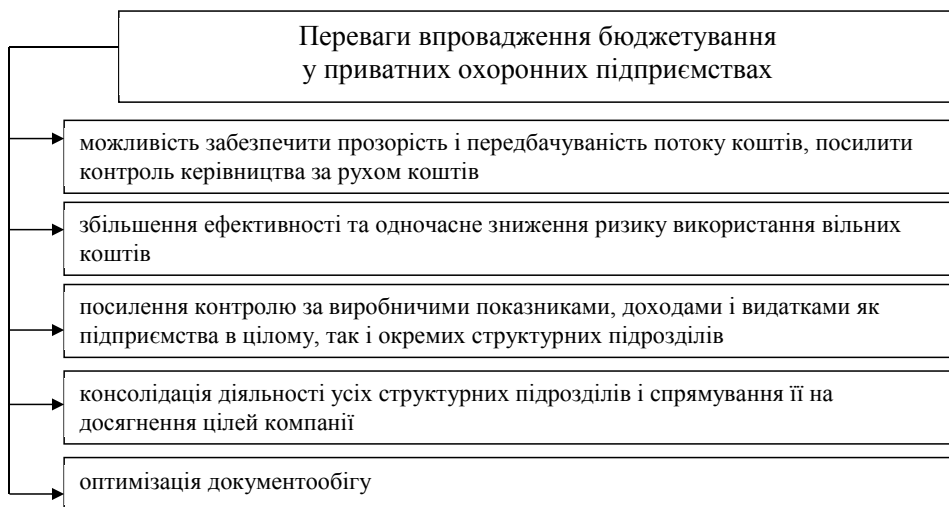 Переваги впровадження бюджетування
у приватних охоронних підприємствах
можливість забезпечити прозорість і передбачуваність потоку коштів, посилити
контроль керівництва за рухом коштів
збільшення ефективності та одночасне зниження ризику використання вільних
коштів
посилення контролю за виробничими показниками, доходами і видатками як
підприємства в цілому, так і окремих структурних підрозділів
консолідація діяльності усіх структурних підрозділів і спрямування її на
досягнення цілей компанії
оптимізація документообігу